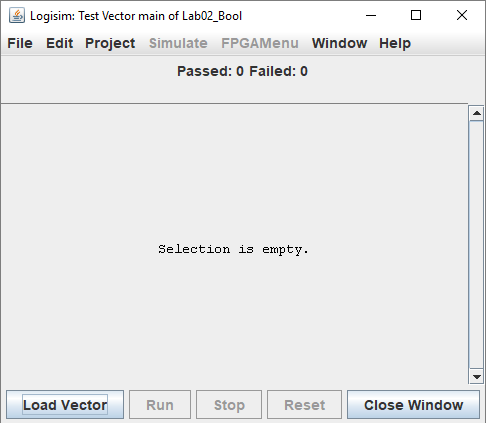 Logisim: Test Vector main of Lab02_Bool
File Edit Project Simulate FPGAMenu Window Help
Passed: 0 Failed: 0
Selection is empty.
Load Vector Run Stop Reset Close Window